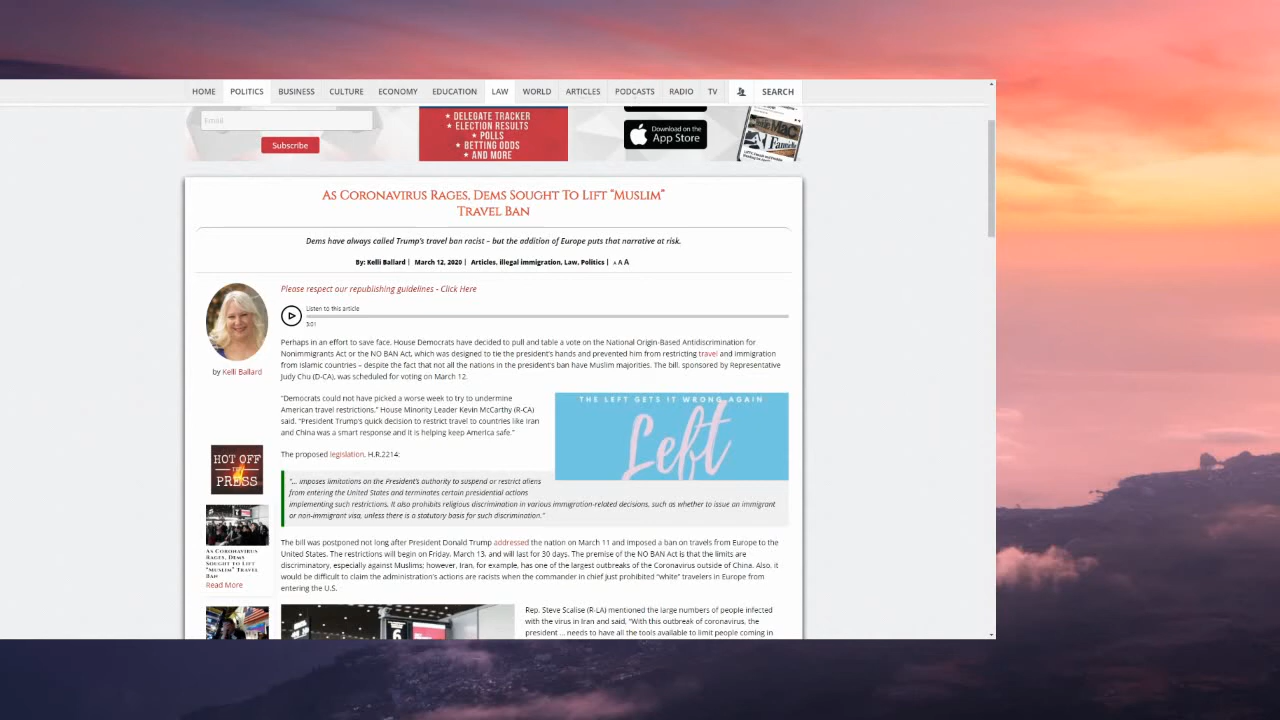 HOME POLITICS BUSINESS CULTURE ECONOMY EDUCATION LAW WORLD ARTICLES PODCASTS RADIO TV SEARCH
Email
Subscribe
★ DELEGATE TRACKER
★ ELECTION RESULTS
★ POLLS
★ BETTING ODDS
★ AND MORE
Download on the
App Store
As Coronavirus Rages, Dems Sought To Lift “Muslim”
Travel Ban
Dems have always called Trump’s travel ban racist – but the addition of Europe puts that narrative at risk.
By: Kelli Ballard | March 12, 2020 | Articles, illegal immigration, Law, Politics | A A A
Please respect our republishing guidelines - Click Here
Listen to this article
3:01
by Kelli Ballard
Perhaps in an effort to save face, House Democrats have decided to pull and table a vote on the National Origin-Based Antidiscrimination for
Nonimmigrants Act or the NO BAN Act, which was designed to tie the president’s hands and prevented him from restricting travel and immigration
from Islamic countries – despite the fact that not all the nations in the president’s ban have Muslim majorities. The bill, sponsored by Representative
Judy Chu (D-CA), was scheduled for voting on March 12.
“Democrats could not have picked a worse week to try to undermine
American travel restrictions,” House Minority Leader Kevin McCarthy (R-CA)
said. “President Trump’s quick decision to restrict travel to countries like Iran
and China was a smart response and it is helping keep America safe.”
THE LEFT GETS IT WRONG AGAIN
Left
The proposed legislation, H.R.2214:
“... imposes limitations on the President’s authority to suspend or restrict aliens
from entering the United States and terminates certain presidential actions
implementing such restrictions. It also prohibits religious discrimination in various immigration-related decisions, such as whether to issue an immigrant
or non-immigrant visa, unless there is a statutory basis for such discrimination.”
HOT OFF
THE
PRESS
As Coronavirus
Rages, Dems
Sought to Lift
“Muslim” Travel
Ban
Read More
The bill was postponed not long after President Donald Trump addressed the nation on March 11 and imposed a ban on travels from Europe to the
United States. The restrictions will begin on Friday, March 13, and will last for 30 days. The premise of the NO BAN Act is that the limits are
discriminatory, especially against Muslims; however, Iran, for example, has one of the largest outbreaks of the Coronavirus outside of China. Also, it
would be difficult to claim the administration’s actions are racists when the commander in chief just prohibited “white” travelers in Europe from
entering the U.S.
6
Rep. Steve Scalise (R-LA) mentioned the large numbers of people infected
with the virus in Iran and said, “With this outbreak of coronavirus, the
president ... needs to have all the tools available to limit people coming in